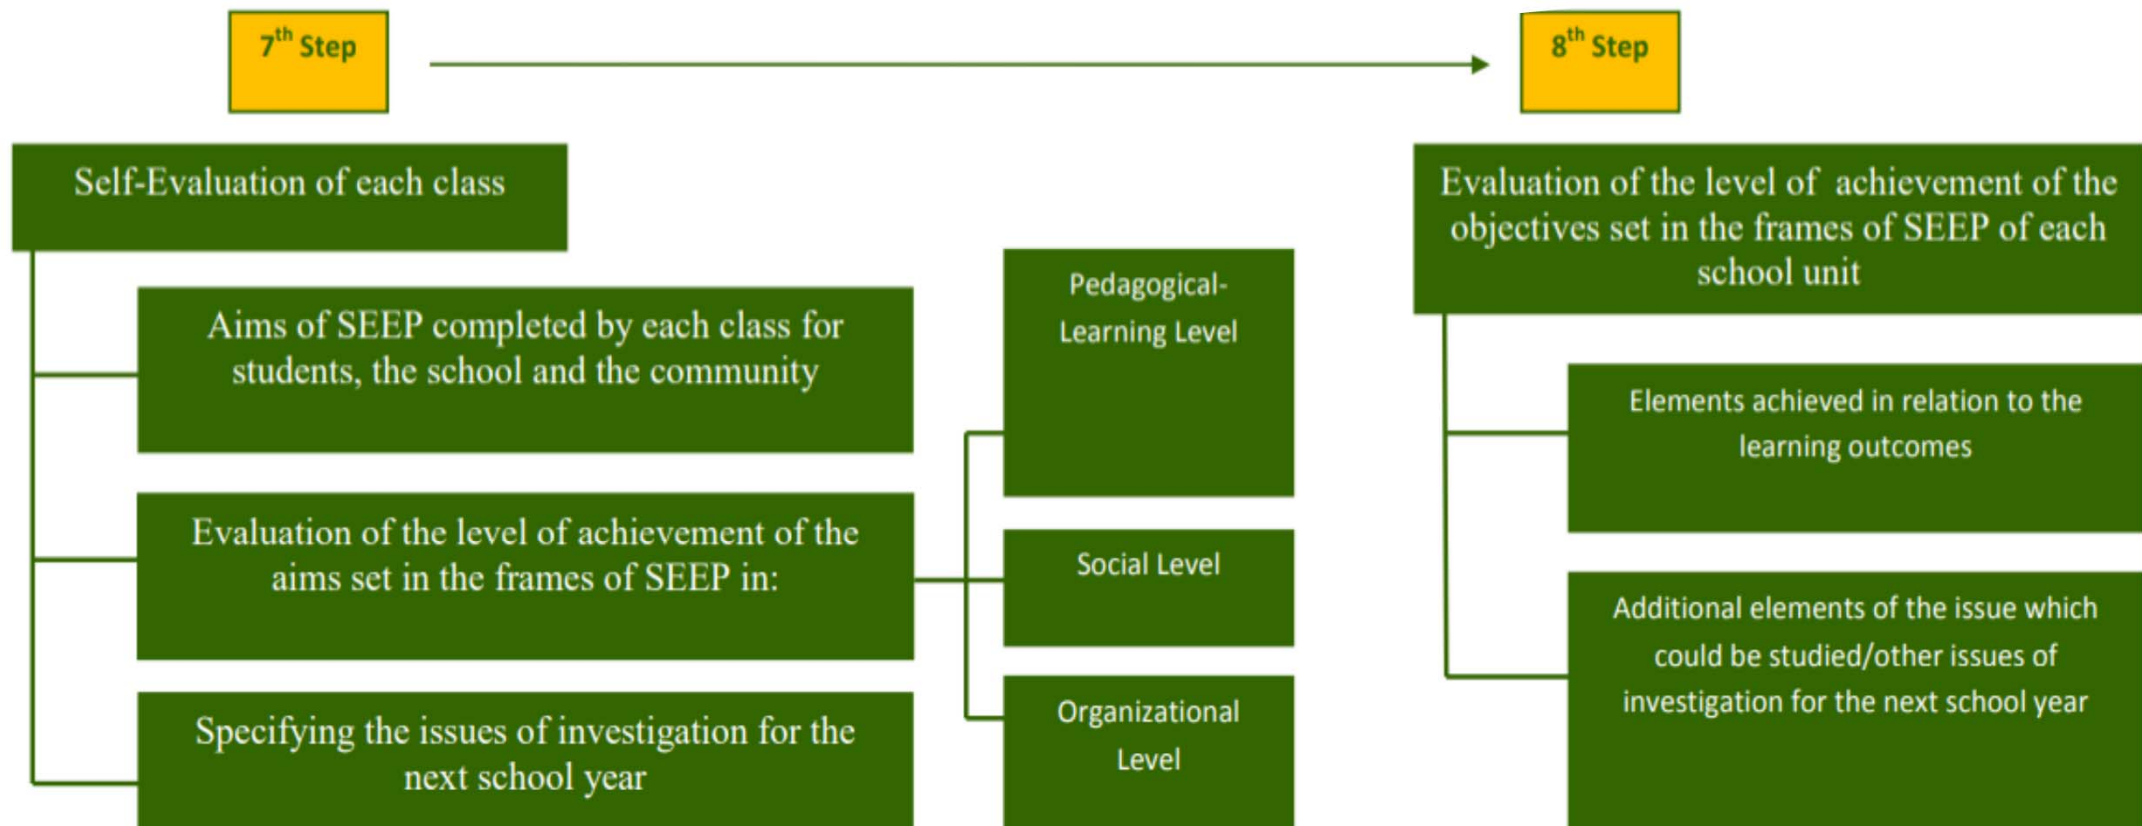 7th Step
8th Step
Self-Evaluation of each class
Aims of SEEP completed by each class for
students, the school and the community
Evaluation of the level of achievement of the
aims set in the frames of SEEP in:
Specifying the issues of investigation for the
next school year
Pedagogical-
Learning Level
Social Level
Organizational
Level
Evaluation of the level of achievement of the
objectives set in the frames of SEEP of each
school unit
Elements achieved in relation to the
learning outcomes
Additional elements of the issue which
could be studied/other issues of
investigation for the next school year